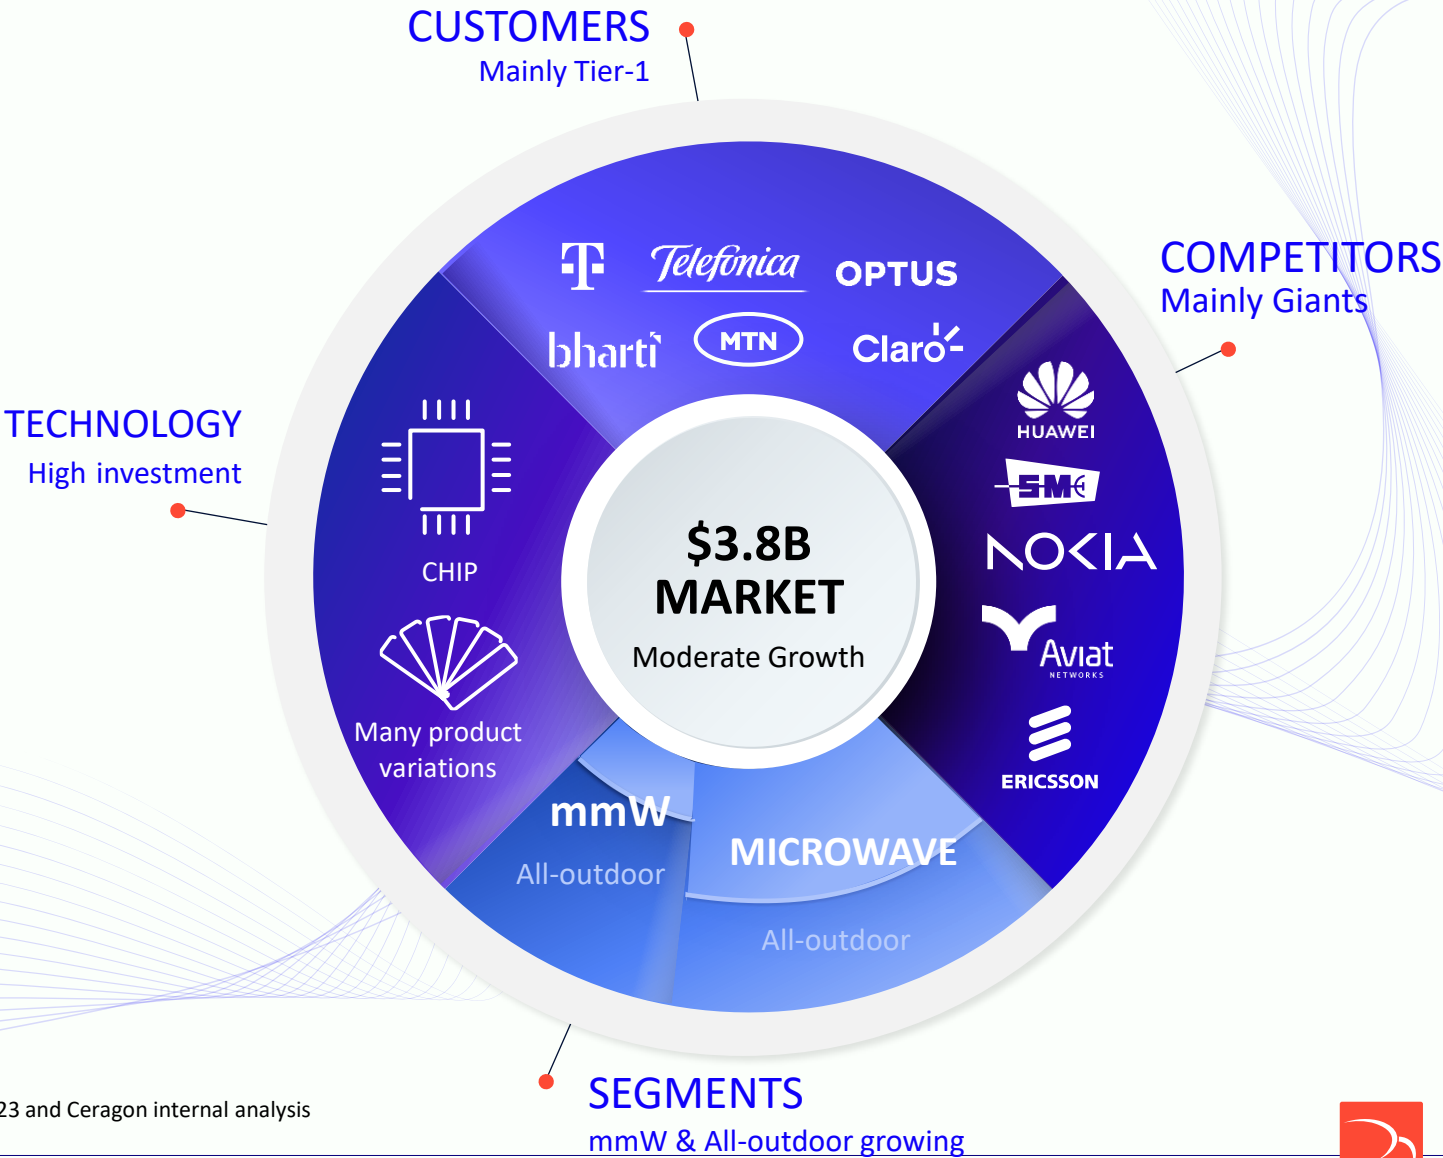 CUSTOMERS
Mainly Tier-1
T
Telefónica
OPTUS
bharti
MTN
Claro
COMPETITORS
Mainly Giants
HUAWEI
SM
NOKIA
AVIAT
NETWORKS
ERICSSON
TECHNOLOGY
High investment
CHIP
Many product
variations
$3.8B
MARKET
Moderate Growth
mmW
All-outdoor
MICROWAVE
All-outdoor
SEGMENTS
mmW & All-outdoor growing
23 and Ceragon internal analysis